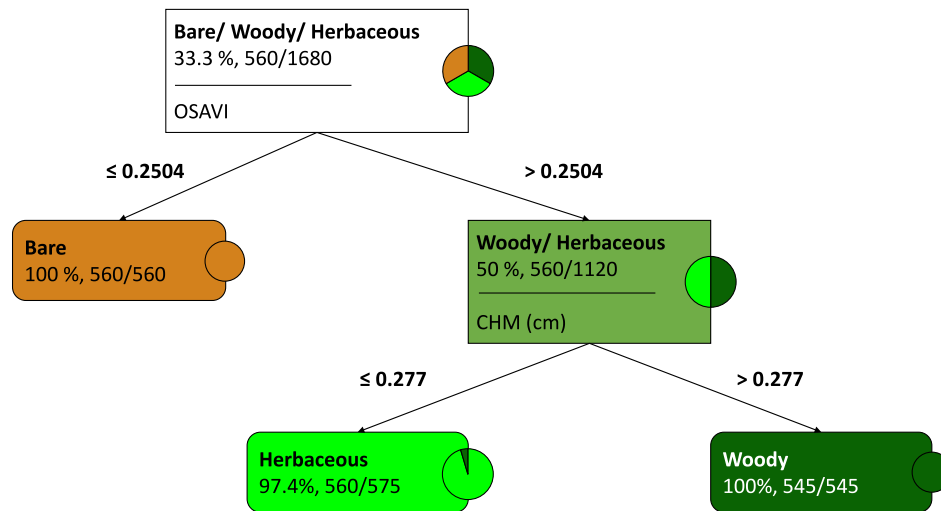 Bare/ Woody/ Herbaceous
33.3 %, 560/1680
OSAVI
≤ 0.2504
> 0.2504
Bare
100 %, 560/560
Woody/ Herbaceous
50 %, 560/1120
CHM (cm)
≤ 0.277
> 0.277
Herbaceous
97.4%, 560/575
Woody
100%, 545/545